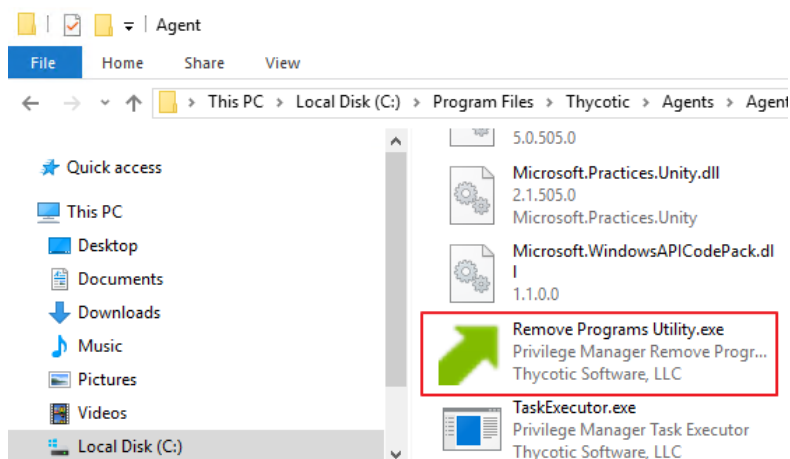 Agent
File Home Share View
This PC > Local Disk (C:) > Program Files > Thycotic > Agents > Agent
Quick access
This PC
Desktop
Documents
Downloads
Music
Pictures
Videos
Local Disk (C:)
5.0.505.0
Microsoft.Practices.Unity.dll
2.1.505.0
Microsoft.Practices.Unity
Microsoft.WindowsAPICodePack.dl
l
1.1.0.0
Remove Programs Utility.exe
Privilege Manager Remove Progr...
Thycotic Software, LLC
TaskExecutor.exe
Privilege Manager Task Executor
Thycotic Software, LLC